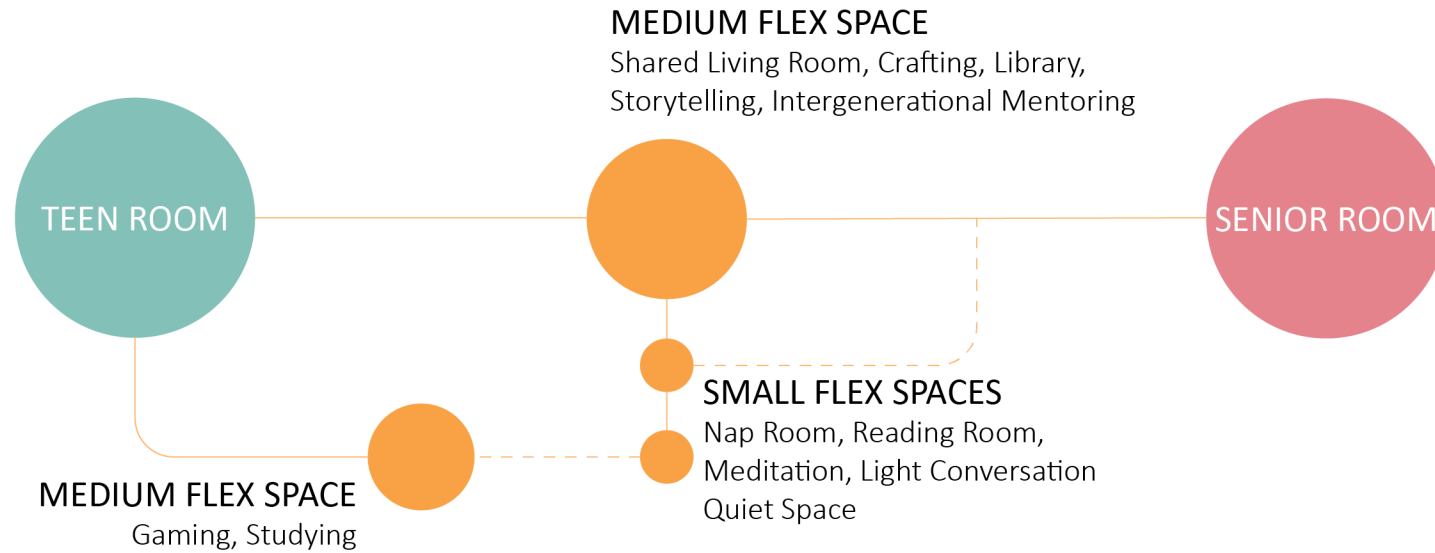 MEDIUM FLEX SPACE
Shared Living Room, Crafting, Library,
Storytelling, Intergenerational Mentoring
TEEN ROOM
SENIOR ROOM
SMALL FLEX SPACES
Nap Room, Reading Room,
Meditation, Light Conversation
Quiet Space
MEDIUM FLEX SPACE
Gaming, Studying